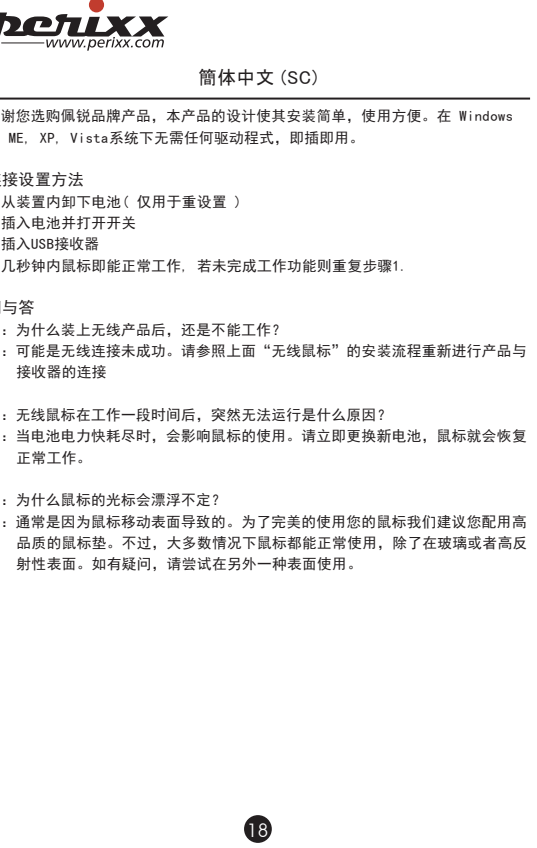 perixx
www.perixx.com
簡体中文(SC)
谢您选购佩锐品牌产品，本产品的设计使其安装简单，使用方便。在 Windows
ME, XP, Vista系统下无需任何驱动程式，即插即用。
接设置方法
从装置内卸下电池( 仅用于重设置 )
插入电池并打开开关
插入USB接收器
几秒钟内鼠标即能正常工作, 若未完成工作功能则重复步骤1.
与答
：为什么装上无线产品后，还是不能工作？
：可能是无线连接未成功。请参照上面“无线鼠标”的安装流程重新进行产品与
接收器的连接
：无线鼠标在工作一段时间后，突然无法运行是什么原因？
：当电池电力快耗尽时，会影响鼠标的使用。请立即更换新电池，鼠标就会恢复
正常工作。
：为什么鼠标的光标会漂浮不定？
：通常是因为鼠标移动表面导致的。为了完美的使用您的鼠标我们建议您配用高
品质的鼠标垫。不过，大多数情况下鼠标都能正常使用，除了在玻璃或者高反
射性表面。如有疑问，请尝试在另外一种表面使用。
18